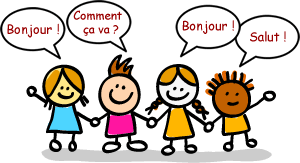 Bonjour !
Comment
ça va ?
Bonjour !
Salut !